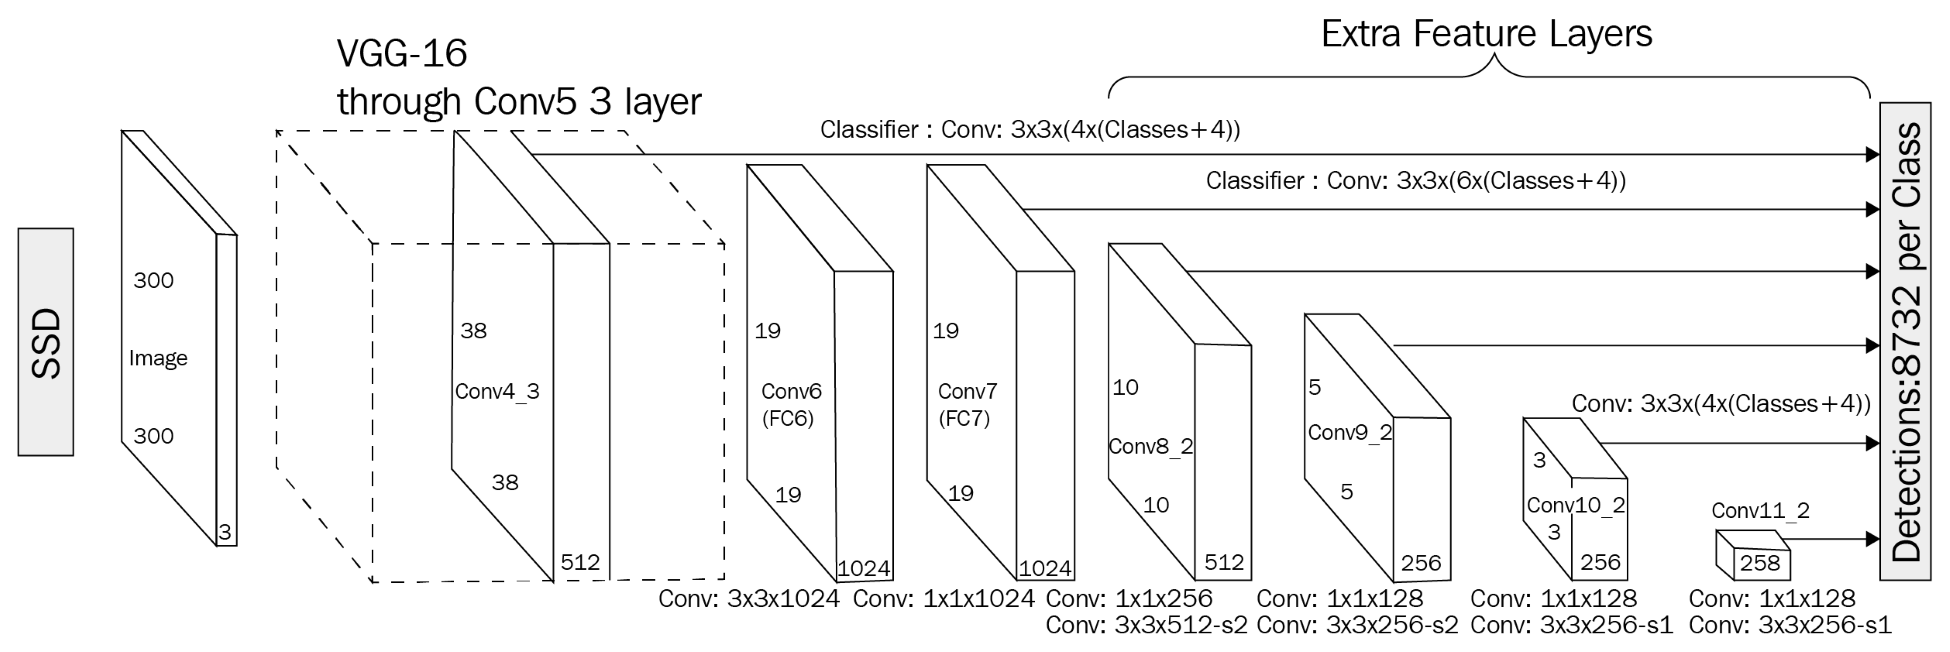 Extra Feature Layers
VGG-16
through Conv5 3 layer
Classifier : Conv: 3x3x(4x(Classes+4))
Classifier : Conv: 3x3x(6x(Classes+4))
Conv: 3x3x(4x(Classes+4))
SSD
300
Image
300
3
38
Conv4_3
38
512
19
Conv6
(FC6)
19
1024
19
Conv7
(FC7)
19
1024
10
Conv8_2
10
512
5
Conv9_2
5
256
3
Conv10_2
3
256
Conv11_2
258
Detections:8732 per Class
Conv: 3x3x1024
Conv: 1x1x1024
Conv: 1x1x256
Conv: 3x3x512-s2
Conv: 1x1x128
Conv: 3x3x256-s2
Conv: 1x1x128
Conv: 3x3x256-s1
Conv: 1x1x128
Conv: 3x3x256-s1